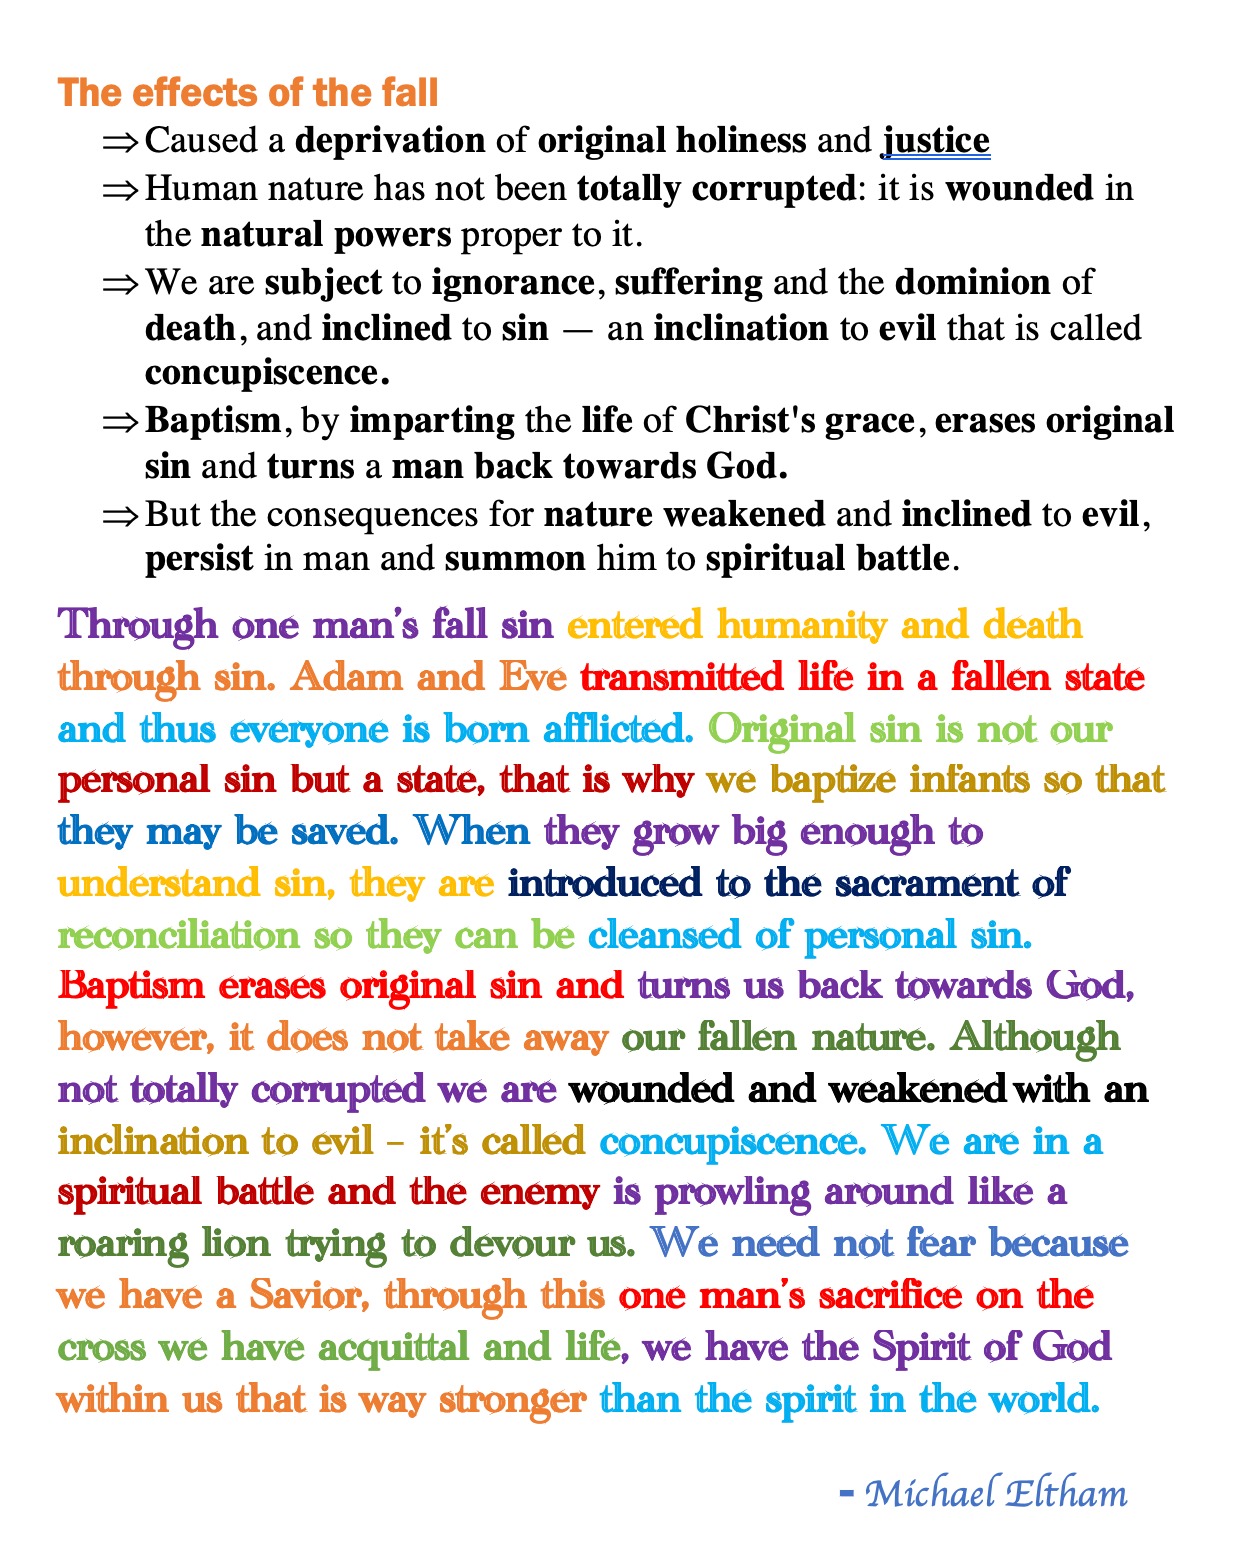 The effects of the fall
⇒Caused a deprivation of original holiness and justice
⇒Human nature has not been totally corrupted: it is wounded in
the natural powers proper to it.
⇒We are subject to ignorance, suffering and the dominion of
death, and inclined to sin — an inclination to evil that is called
concupiscence.
⇒Baptism, by imparting the life of Christ's grace, erases original
sin and turns a man back towards God.
⇒But the consequences for nature weakened and inclined to evil,
persist in man and summon him to spiritual battle.
Through one man’s fall sin entered humanity and death
through sin. Adam and Eve transmitted life in a fallen state
and thus everyone is born afflicted. Original sin is not our
personal sin but a state, that is why we baptize infants so that
they may be saved. When they grow big enough to
understand sin, they are introduced to the sacrament of
reconciliation so they can be cleansed of personal sin.
Baptism erases original sin and turns us back towards God,
however, it does not take away our fallen nature. Although
not totally corrupted we are wounded and weakened with an
inclination to evil – it’s called concupiscence. We are in a
spiritual battle and the enemy is prowling around like a
roaring lion trying to devour us. We need not fear because
we have a Savior, through this one man’s sacrifice on the
cross we have acquittal and life, we have the Spirit of God
within us that is way stronger than the spirit in the world.
- Michael Eltham